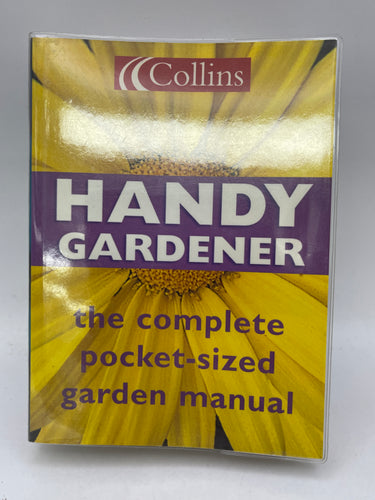 Collins
HANDY
GARDENER
the complete
pocket-sized
garden manual